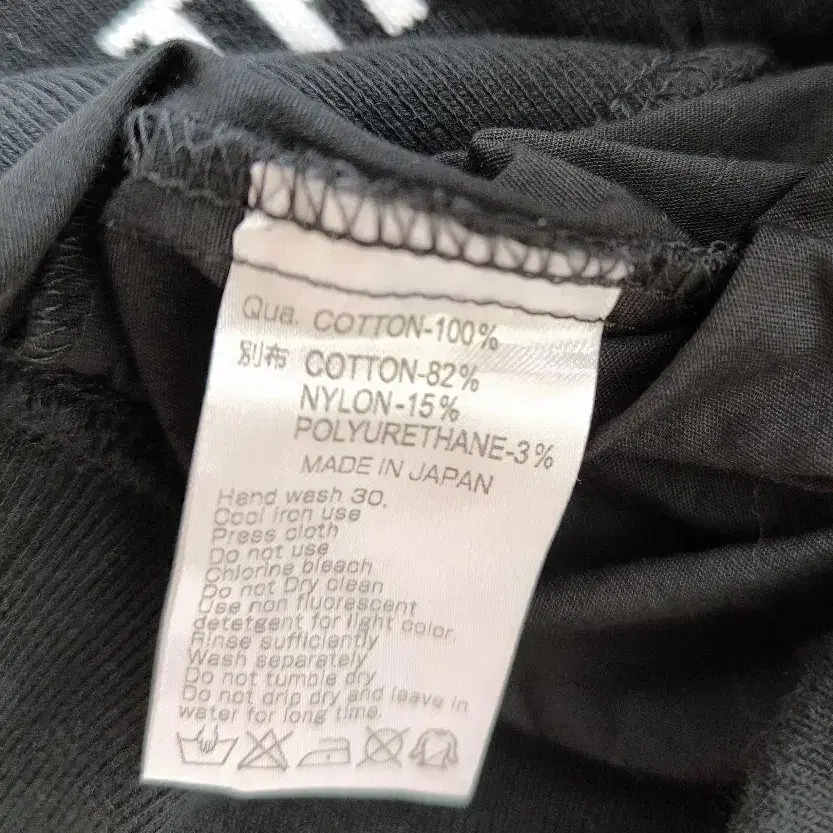 Qua. COTTON-100%
別布 COTTON-82%
NYLON-15%
POLYURETHANE-3%
MADE IN JAPAN
Hand wash 30.
Cool iron use
Press cloth
Do not use
Chlorine bleach
Do not Dry clean
Use non fluorescent
detetgent for light color.
Rinse sufficiently
Wash separately
Do not tumble dry
Do not drip dry and leave in
water for long time.